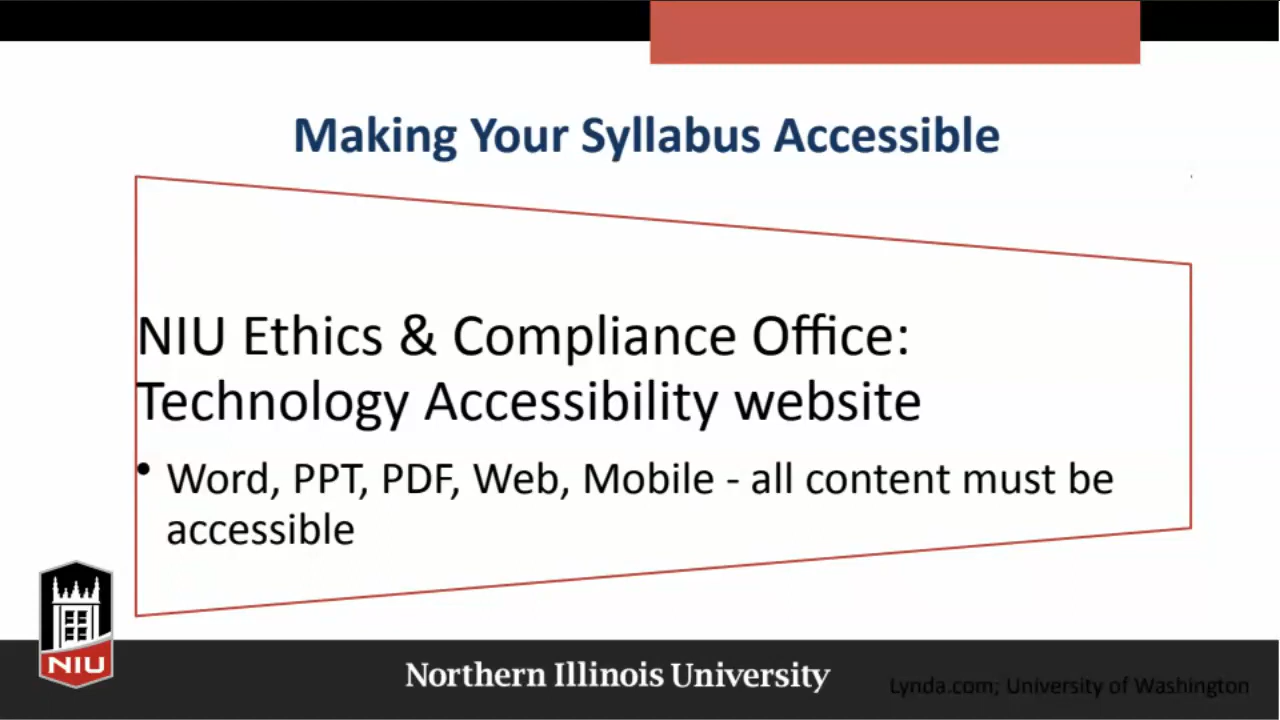 Making Your Syllabus Accessible
NIU Ethics & Compliance Office:
Technology Accessibility website
• Word, PPT, PDF, Web, Mobile - all content must be
accessible
NIU
Northern Illinois University
Lynda.com; University of Washington